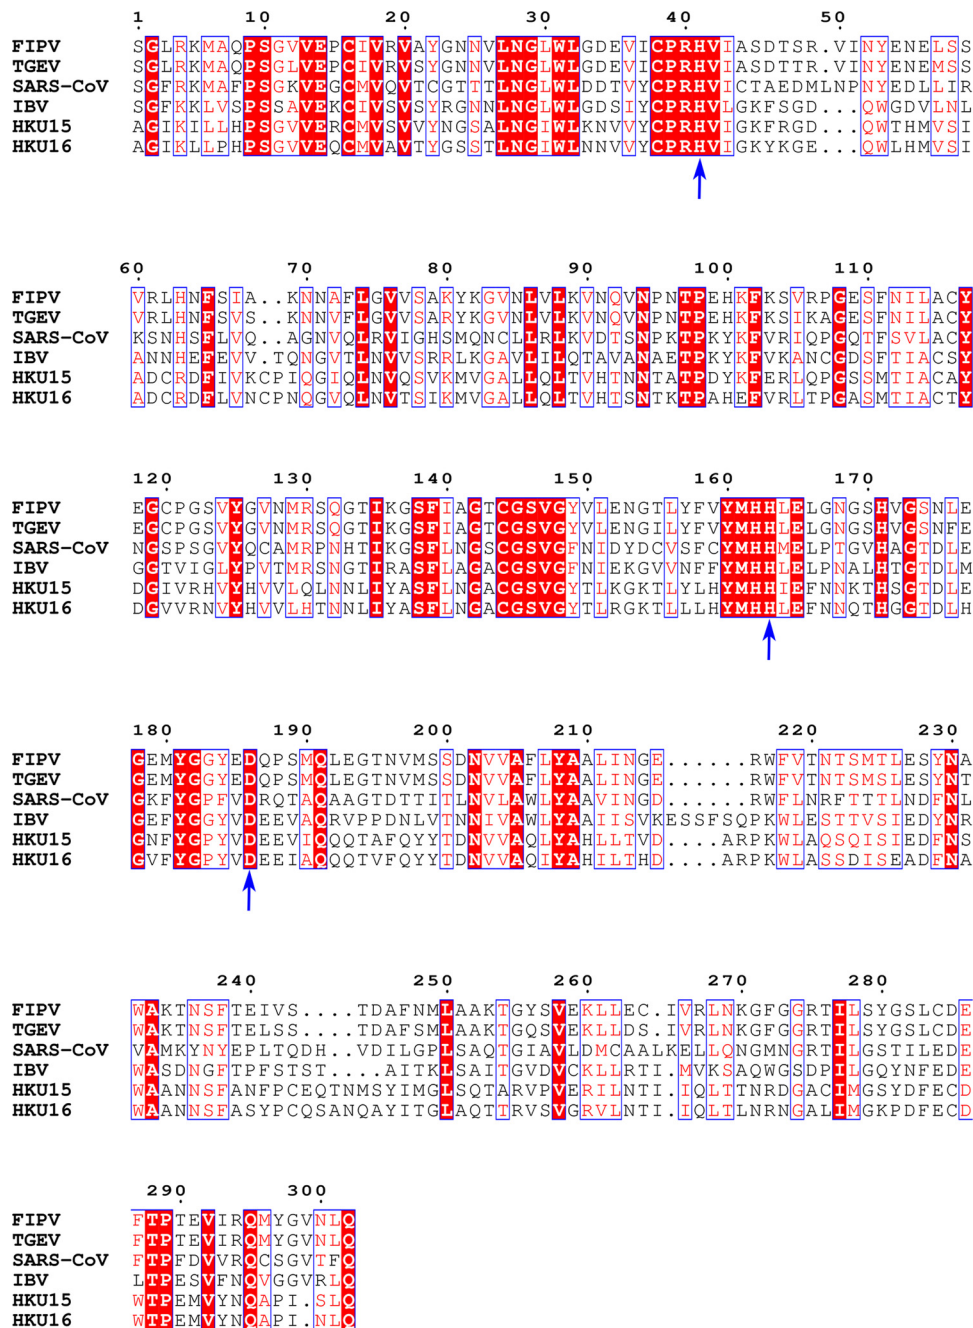 1 10 20 30 40 50
FIPV SGLRKMAQPSGVVEPCIVRVAYGNNVLNGLWLGDEVICPRHVIASDTSR.VINYENELSS
TGEV SGLRKMAQPSGLVEPCIVRVSYGNNVLNGLWLGDEVICPRHVIASDTTR.VINYENEMSS
SARS-CoV SGFRKMAFPSGKVEGCMVQVTCGTTTLNGLWLDDTVYCPRHVICTAEDMLNPNYEDLLIR
IBV SGFKKLVSPSSAVEKCIVSVSYRGNNLNGLWLGDSIYCPRHVLGKFSGD...QWGDVLNL
HKU15 AGIKILLHPSGVVERCMVSVVYNGSALNGIWLKNVVYCPRHVIGKFRGD...QWTHMVSI
HKU16 AGIKLLPHPSGVVEQCMVAVTYGSSTLNGIWLNNVVYCPRHVIGKYKGE...QWLHMVSI
60 70 80 90 100 110
FIPV VRLHNFSIA..KNNAFLGVVSAKYKGVNLVLKVNQVNPNTPEHKFKSVRPGESFNILACY
TGEV VRLHNFSVS..KNNVFLGVVSARYKGVNLVLKVNQVNPNTPEHKFKSIKAGESFNILACY
SARS-CoV KSNHSFLVQ..AGNVQLRVIGHSMQNCLLRLKVDTSNPKTPKYKFVRIQPGQTFSVLACY
IBV ANNHEFEVV.TQNGVTLNVVSRRLKGAVLILQTAVANAETPKYKFVKANCGDSFTIACSY
HKU15 ADCRDFIVKCPIQGIQLNVQSVKMVGALLQLTVHTNNTATPDYKFERLQPGSSMTIACAY
HKU16 ADCRDFLVNCPNQGVQLNVTSIKMVGALLQLTVHTSNTKTPAHEFVRLTPGASMTIACTY
120 130 140 150 160 170
FIPV EGCPGSVYGVNMRSQGTIKGSFIAGTCGSVGYVLENGTLYFVYMHHLELGNGSHVGSNLE
TGEV EGCPGSVYGVNMRSQGTIKGSFIAGTCGSVGYVLENGILYFVYMHHLELGNGSHVGSNFE
SARS-CoV NGSPSGVYQCAMRPNHTIKGSFLNGSCGSVGFNIDYDCVSFCYMHHMELPTGVHAGTDLE
IBV GGTVIGLYPVTMRSNGTIRASFLAGACGSVGFNIEKGVVNFFYMHHLELPNALHTGTDLM
HKU15 DGIVRHVYHVVLQLNNLIYASFLNGACGSVGYTLKGKTLYLHYMHHLEFNNKTHSGTDLE
HKU16 DGVVRNVYHVVLHTNNLIYASFLNGACGSVGYTLRGKTLLLHYMHHLEFNNQTHGGTDLH
180 190 200 210 220 230
FIPV GEMYGGYEDQPSMQLEGTNVMSSDNVVAFLYAALINGE......RWFVTNTSMTLESYNA
TGEV GEMYGGYEDQPSMQLEGTNVMSSDNVVAFLYAALINGE......RWFVTNTSMSLESYNT
SARS-CoV GKFYGPFVDRQTAQAAGTDTTITLNVLAWLYAAVINGD......RWFLNRFTTTLNDFNL
IBV GEFYGGYVDEEVAQRVPPDNLVTNNIVAWLYAAIISVKESSFSQPKWLESTTVSIEDYNR
HKU15 GNFYGPYVDEEVIQQQTAFQYYTDNVVAQLYAHLLTVD....ARPKWLAQSQISIEDFNS
HKU16 GVFYGPYVDEEIAQQQTVFQYYTDNVVAQLYAHILTHD....ARPKWLASSDISEADFNA
240 250 260 270 280
FIPV WAKTNSFTEIVS....TDAFNMLAAKTGYSVEKLLEC.IVRLNKGFGGRTILSYGSLCDE
TGEV WAKTNSFTELSS....TDAFSMLAAKTGQSVEKLLDS.IVRLNKGFGGRTILSYGSLCDE
SARS-CoV VAMKYNYEPLTQDH..VDILGPLSAQTGIAVLDMCAALKELLQNGMNGRTILGSTILEDE
IBV WASDNGFTPFSTST....AITKLSAITGVDVCKLLRTI.MVKSAQWGSDPILGQYNFEDE
HKU15 WAANNSFANFPCEQTNMSYIMGLSQTARVPVERILNTI.IQLTTNRDGACIMGSYDFECD
HKU16 WAANNSFASYPCQSANQAYITGLAQTTRVSVGRVLNTI.IQLTLNRNGALIMGKPDFECD
290 300
FIPV FTPTEVIRQMYGVNLQ
TGEV FTPTEVIRQMYGVNLQ
SARS-CoV FTPFDVVRQCSGVTFQ
IBV LTPESVFNQVGGVRLQ
HKU15 WTPEMVYNQAPI.SLQ
HKU16 WTPEMVYNQAPI.NLQ